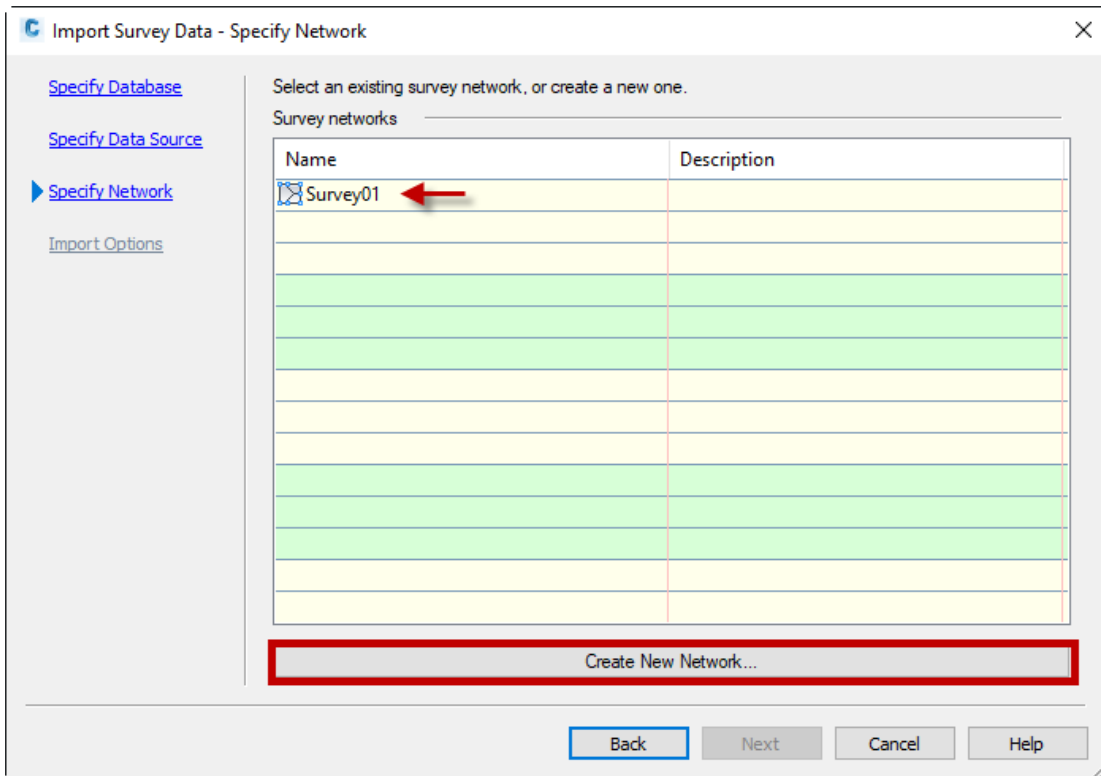 Import Survey Data - Specify Network
Specify Database
Specify Data Source
Specify Network
Import Options
Select an existing survey network, or create a new one.
Survey networks
Name Description
Survey01
Create New Network...
Back Next Cancel Help